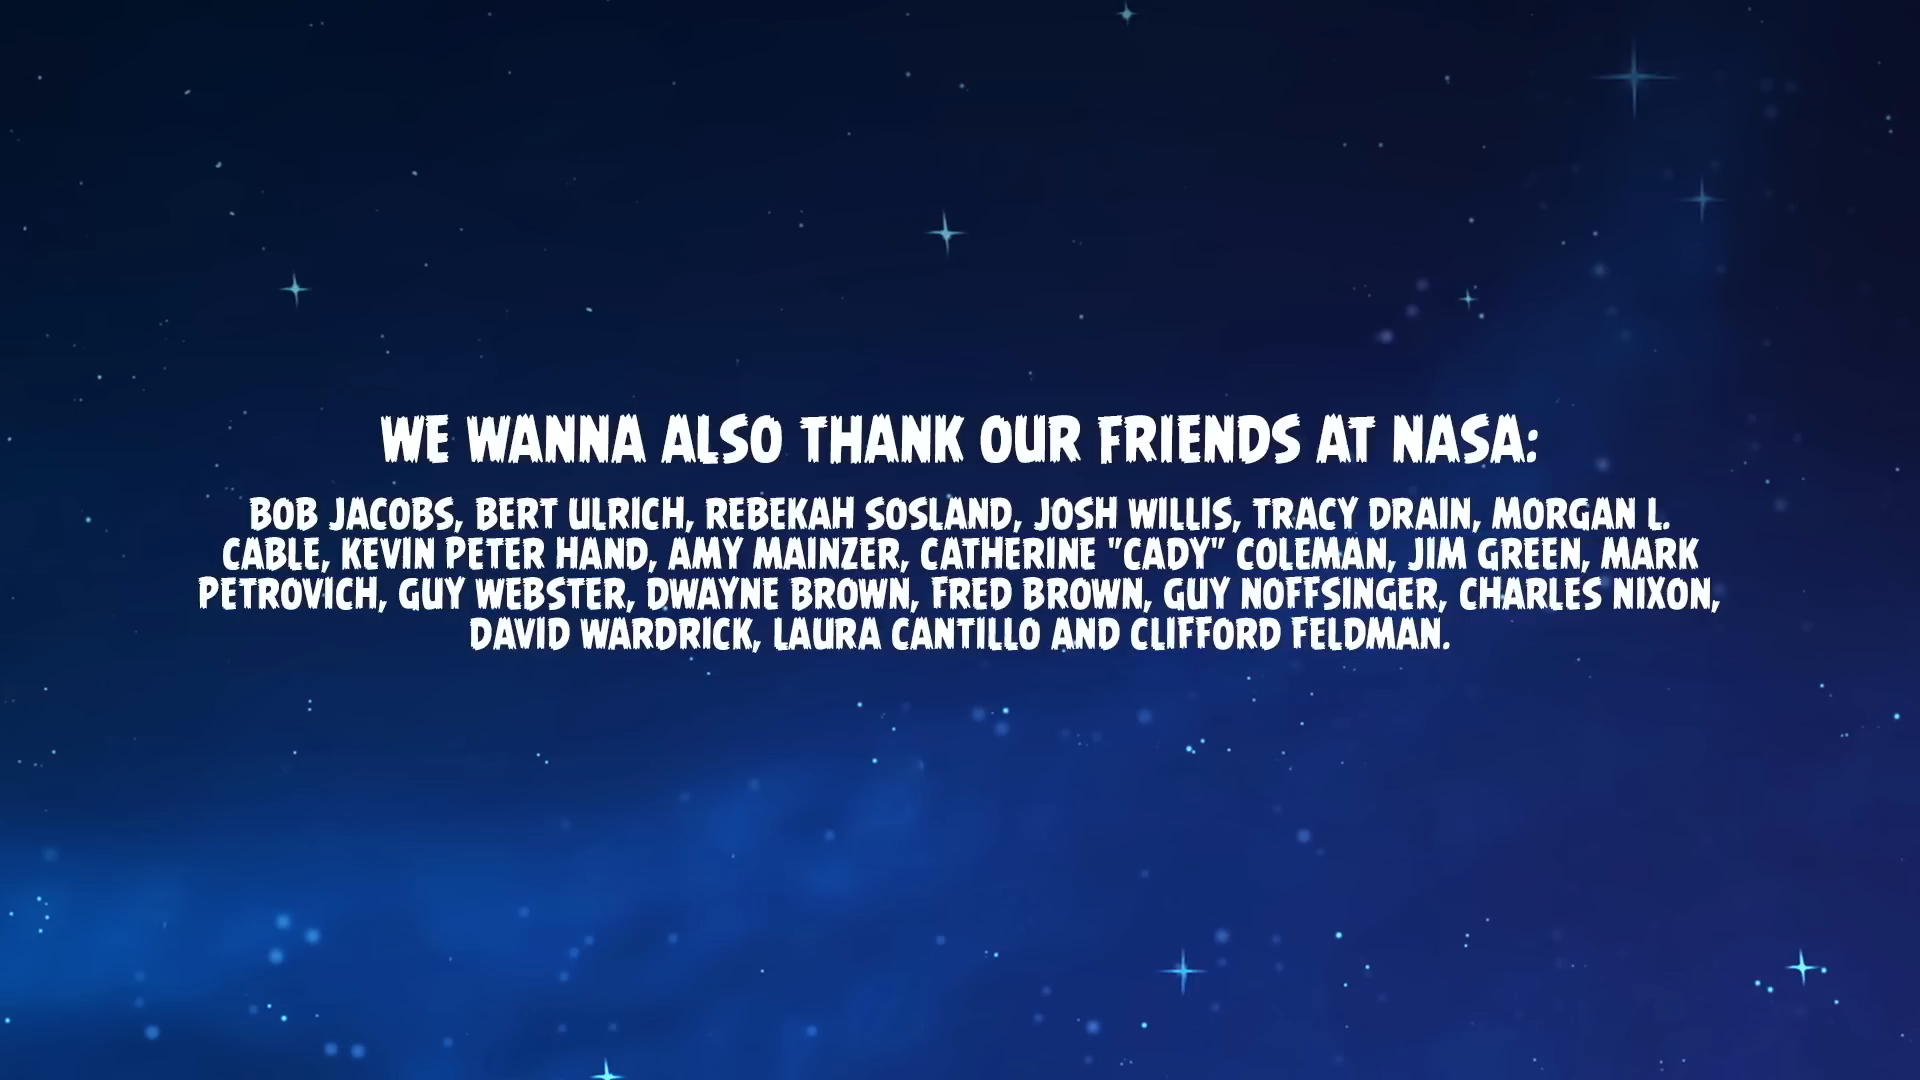 WE WANNA ALSO THANK OUR FRIENDS AT NASA:
BOB JACOBS, BERT ULRICH, REBEKAH SOSLAND, JOSH WILLIS, TRACY DRAIN, MORGAN L.
CABLE, KEVIN PETER HAND, AMY MAINZER, CATHERINE "CADY" COLEMAN, JIM GREEN, MARK
PETROVICH, GUY WEBSTER, DWAYNE BROWN, FRED BROWN, GUY NOFFSINGER, CHARLES NIXON,
DAVID WARDRICK, LAURA CANTILLO AND CLIFFORD FELDMAN.